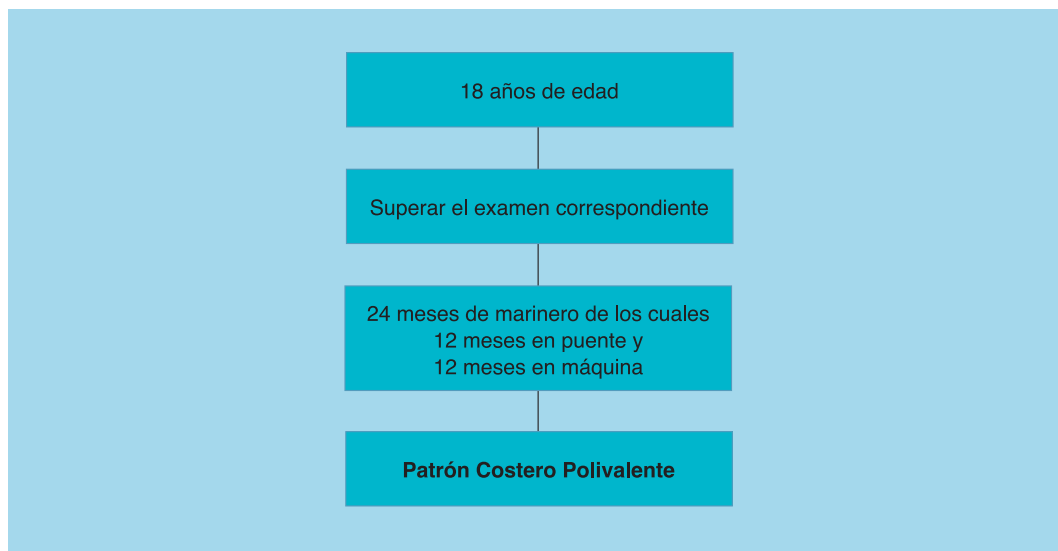 18 años de edad
Superar el examen correspondiente
24 meses de marinero de los cuales
12 meses en puente y
12 meses en máquina
Patrón Costero Polivalente